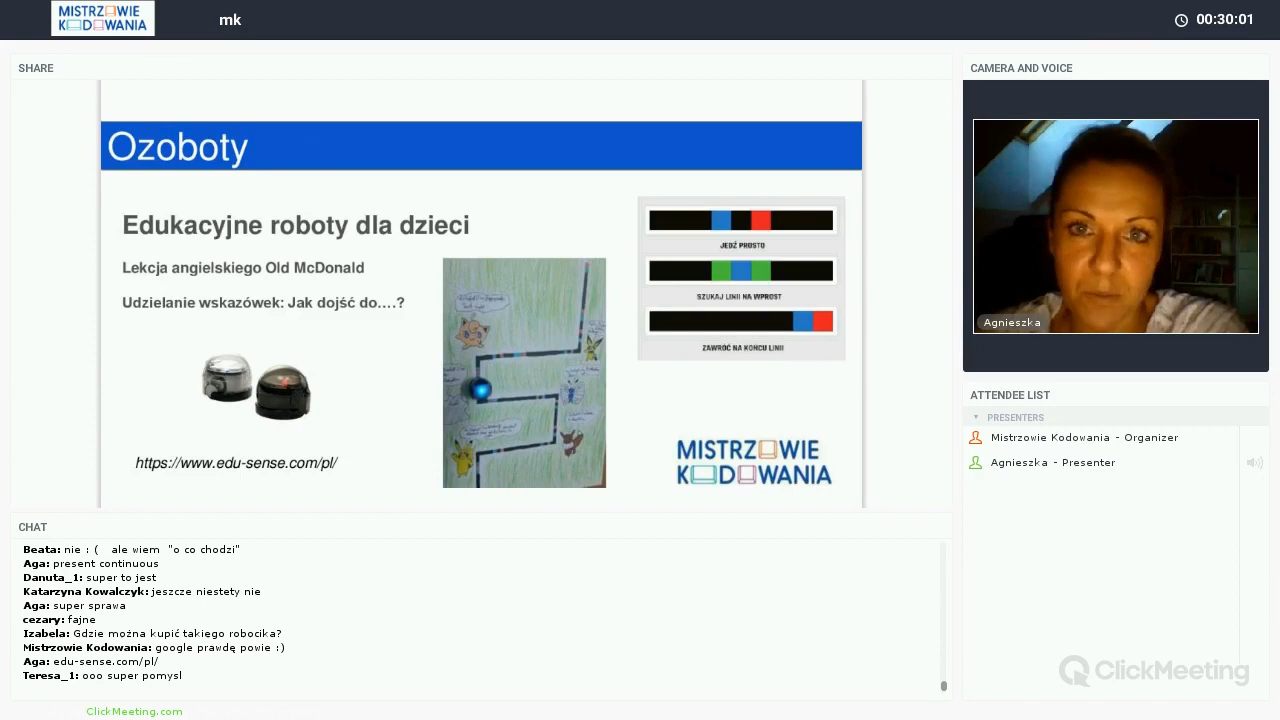 MISTRZOWIE
KODOWANIA
mk
00:30:01
SHARE
Ozoboty
Edukacyjne roboty dla dzieci
Lekcja angielskiego Old McDonald
Udzielanie wskazówek: Jak dojść do....?
https://www.edu-sense.com/pl/
JEDŹ PROSTO
SZUKAJ LINII NA WPROST
ZAWRÓĆ NA KOŃCU LINII
MISTRZOWIE
KODOWANIA
CAMERA AND VOICE
Agnieszka
ATTENDEE LIST
PRESENTERS
Mistrzowie Kodowania - Organizer
Agnieszka - Presenter
ClickMeeting
CHAT
Beata: nie : ( ale wiem "o co chodzi"
Aga: present continuous
Danuta_1: super to jest
Katarzyna Kowalczyk: jeszcze niestety nie
Aga: super sprawa
cezary: fajne
Izabela: Gdzie można kupić takiego robocika?
Mistrzowie Kodowania: google prawdę powie :)
Aga: edu-sense.com/pl/
Teresa_1: ooo super pomysl
ClickMeeting.com